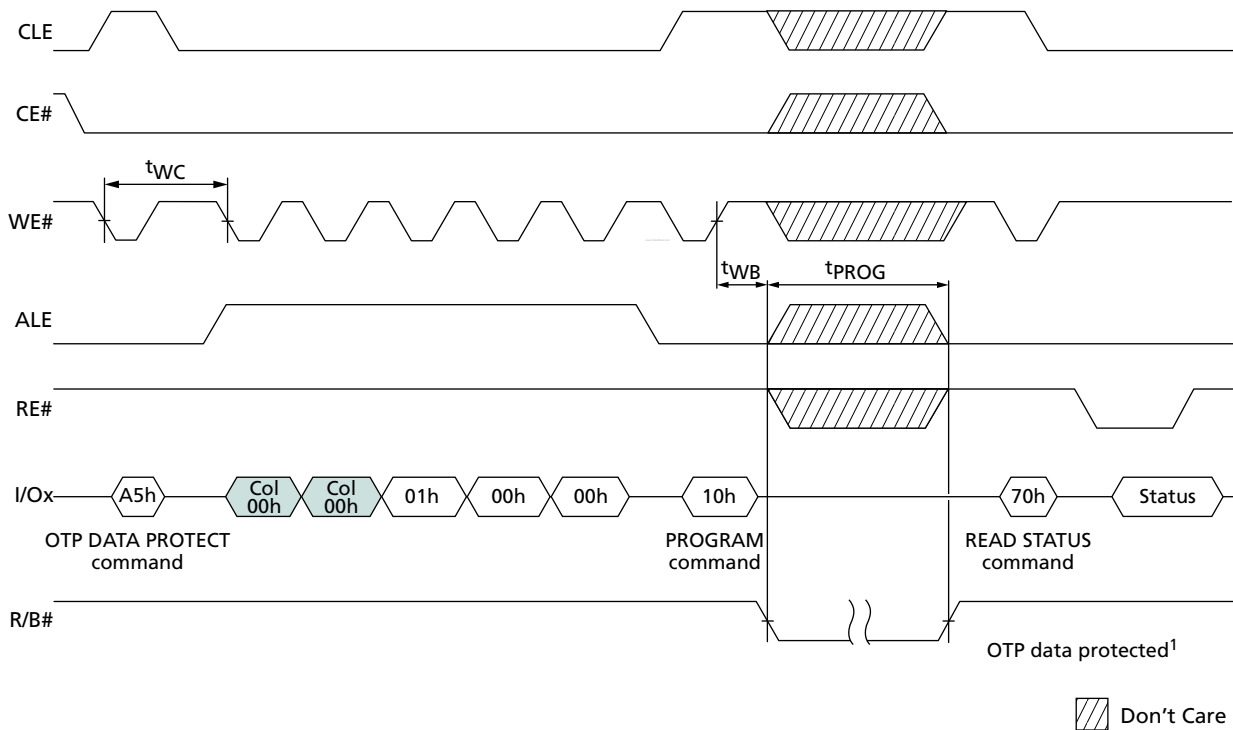 CLE
CE#
tWC
WE#
tWB
tPROG
ALE
RE#
I/Ox
A5h
Col
00h
Col
00h
01h
00h
00h
10h
70h
Status
OTP DATA PROTECT
command
PROGRAM
command
READ STATUS
command
R/B#
OTP data protected1
Don't Care